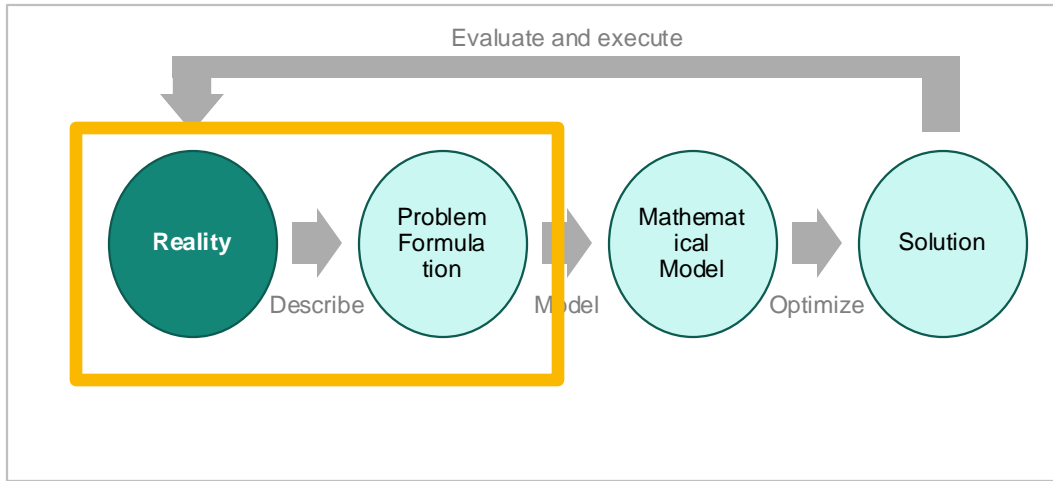 Evaluate and execute
Reality
Describe
Problem
Formula
tion
Model
Mathemat
ical
Model
Optimize
Solution